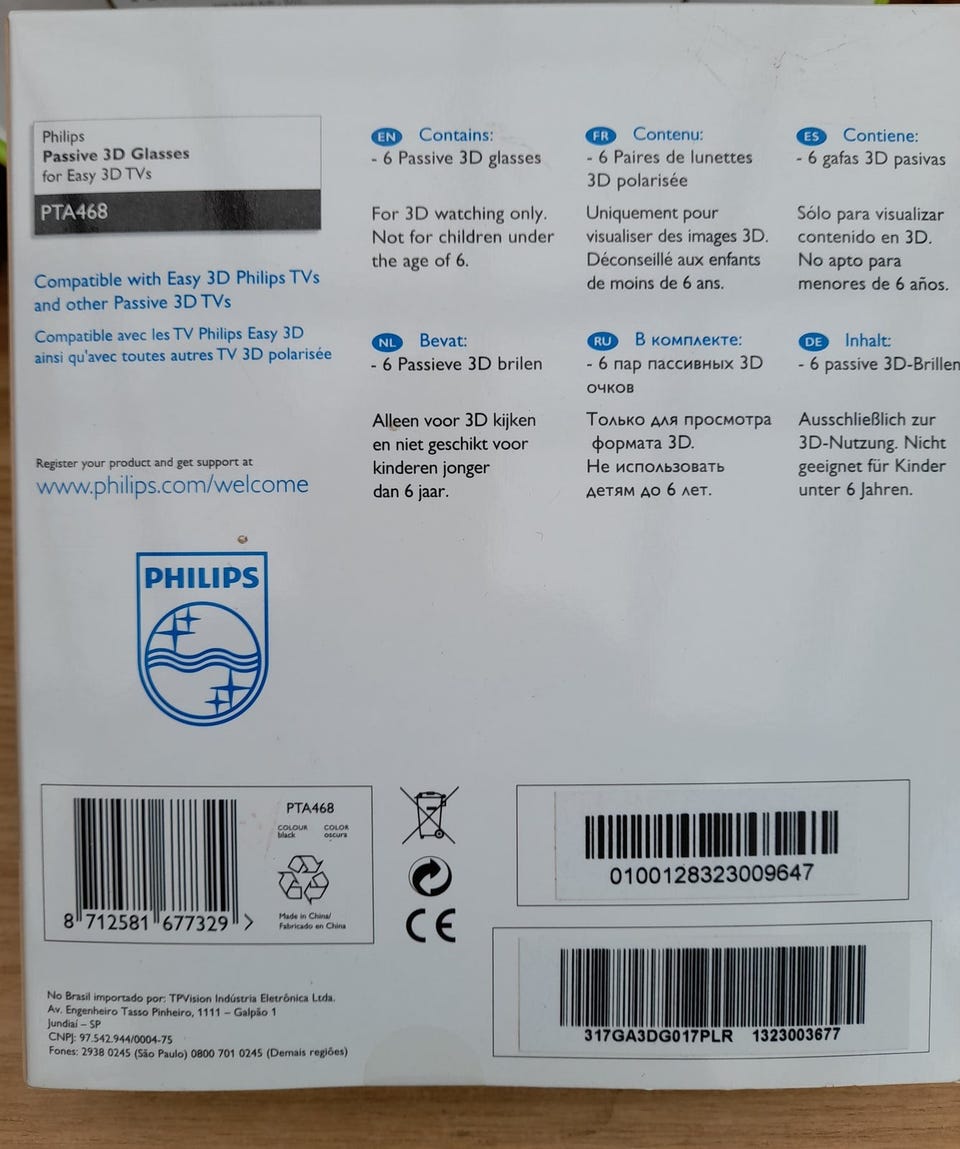 Philips
Passive 3D Glasses
for Easy 3D TVs
PTA468
Compatible with Easy 3D Philips TVs
and other Passive 3D TVs
Compatible avec les TV Philips Easy 3D
ainsi qu'avec toutes autres TV 3D polarisée
Register your product and get support at
www.philips.com/welcome
PHILIPS
EN Contains:
- 6 Passive 3D glasses
For 3D watching only.
Not for children under
the age of 6.
FR Contenu:
- 6 Paires de lunettes
3D polarisée
Uniquement pour
visualiser des images 3D.
Déconseillé aux enfants
de moins de 6 ans.
ES Contiene:
- 6 gafas 3D pasivas
Sólo para visualizar
contenido en 3D.
No apto para
menores de 6 años.
NL Bevat:
- 6 Passieve 3D brilen
Alleen voor 3D kijken
en niet geschikt voor
kinderen jonger
dan 6 jaar.
RU В комплекте:
- 6 пар пассивных 3D
очков
Только для просмотра
формата 3D.
Не использовать
детям до 6 лет.
DE Inhalt:
- 6 passive 3D-Brillen
Ausschließlich zur
3D-Nutzung. Nicht
geeignet für Kinder
unter 6 Jahren.
PTA468
COLOUR COLOR
black oscura
Made in China/
Fabricado en China
8 712581 677329 >
CE
0100128323009647
317GA3DG017PLR 1323003677
No Brasil importado por: TPVision Indústria Eletrônica Ltda.
Av. Engenheiro Tasso Pinheiro, 1111 – Galpão 1
Jundiaí – SP
CNPJ: 97.542.944/0004-75
Fones: 2938 0245 (São Paulo) 0800 701 0245 (Demais regiões)